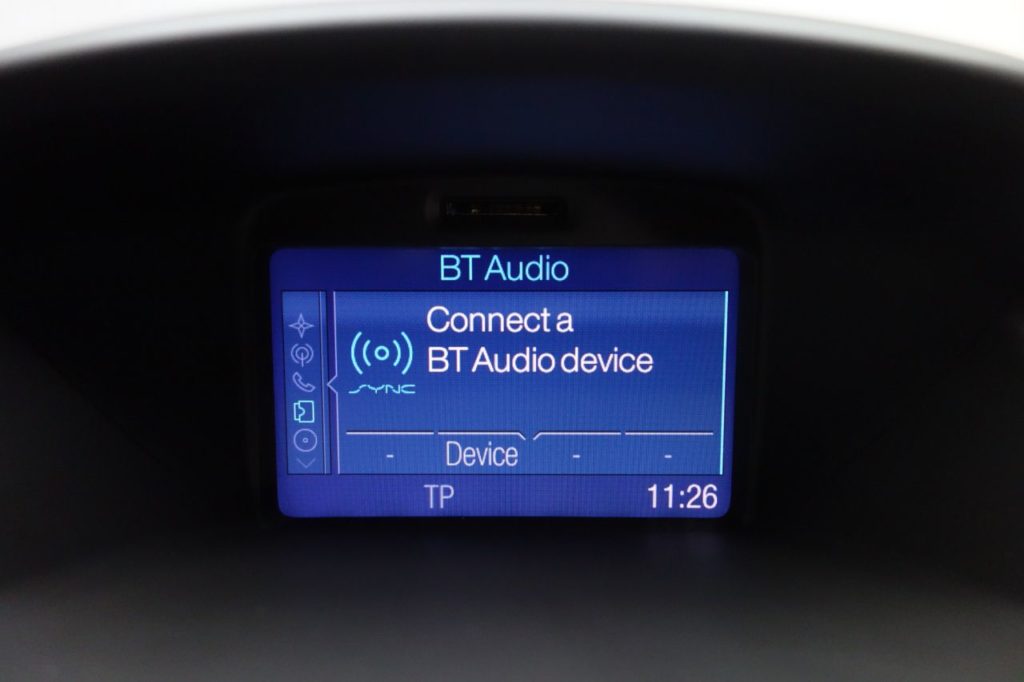 BT Audio
Connect a
BT Audio device
SYNC
- Device - -
TP 11:26